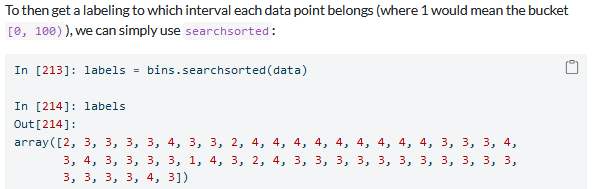 To then get a labeling to which interval each data point belongs (where 1 would mean the bucket
[0, 100)), we can simply use searchsorted:
In [213]: labels = bins.searchsorted(data)
In [214]: labels
Out[214]:
array([2, 3, 3, 3, 3, 4, 3, 3, 2, 4, 4, 4, 4, 4, 4, 4, 4, 4, 3, 3, 3, 4,
3, 4, 3, 3, 3, 3, 1, 4, 3, 2, 4, 3, 3, 3, 3, 3, 3, 3, 3, 3, 3, 3,
3, 3, 3, 3, 4, 3])